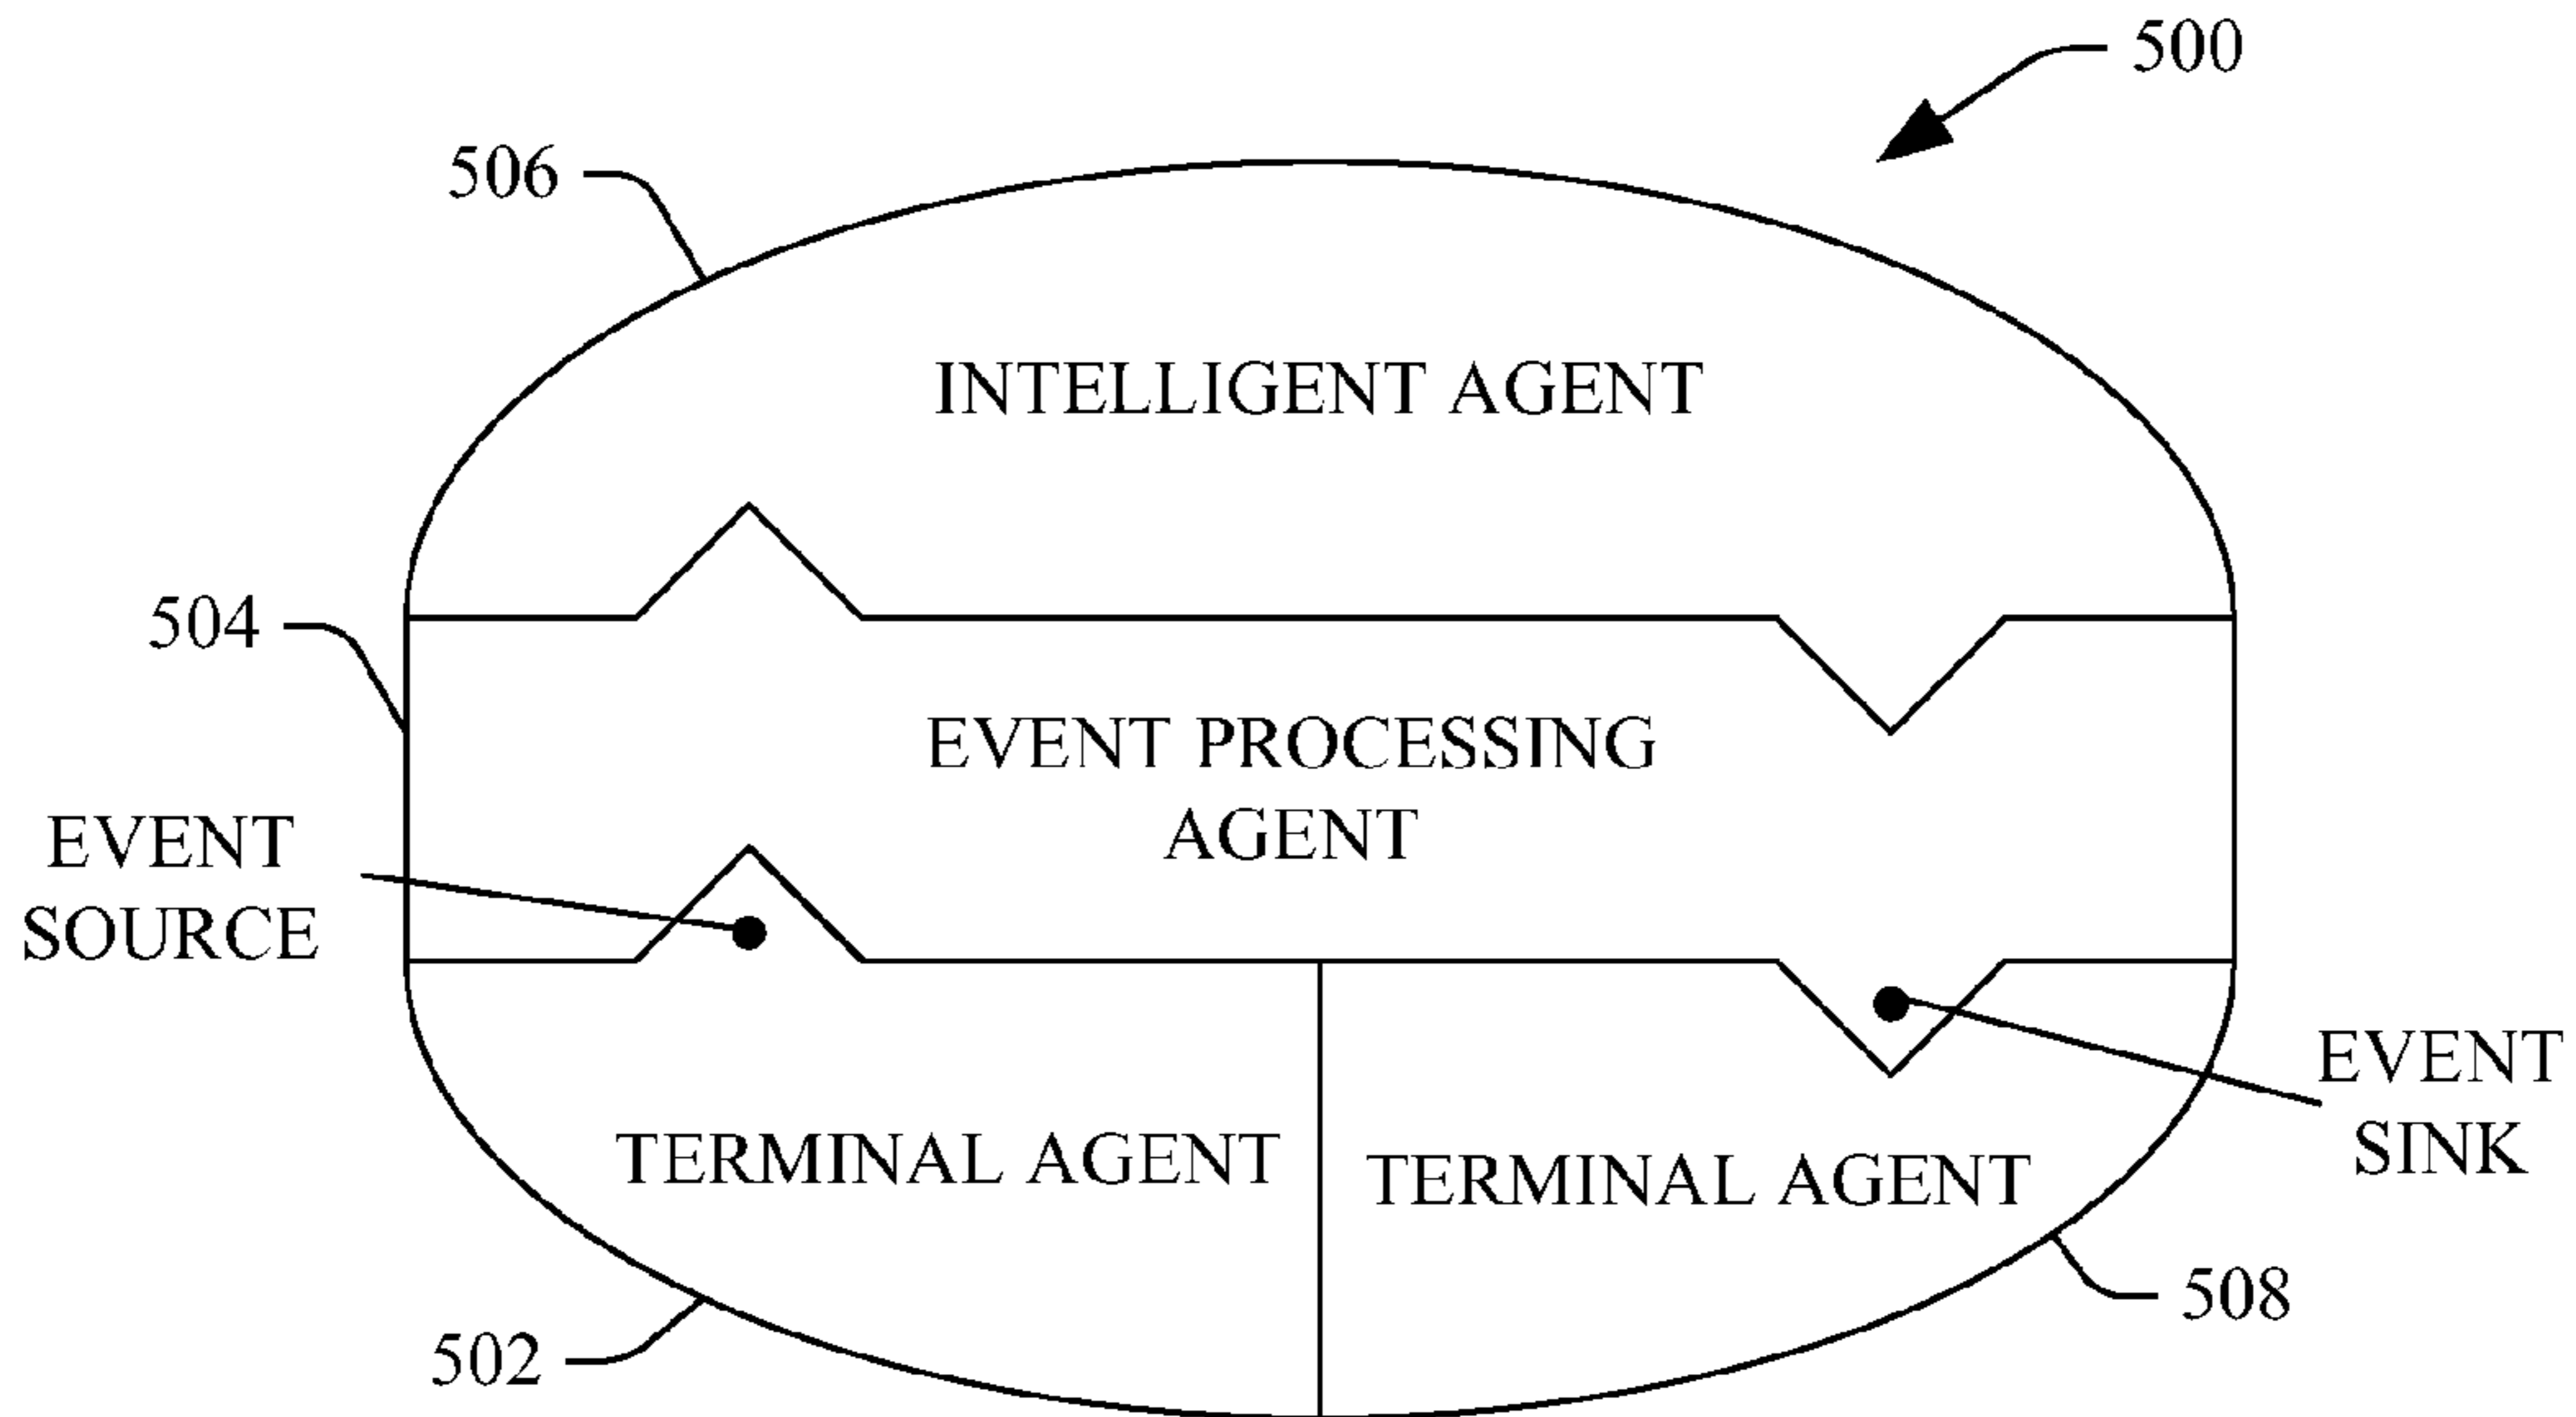 500
506
INTELLIGENT AGENT
504
EVENT PROCESSING
AGENT
EVENT
SOURCE
EVENT
SINK
TERMINAL AGENT
TERMINAL AGENT
508
502